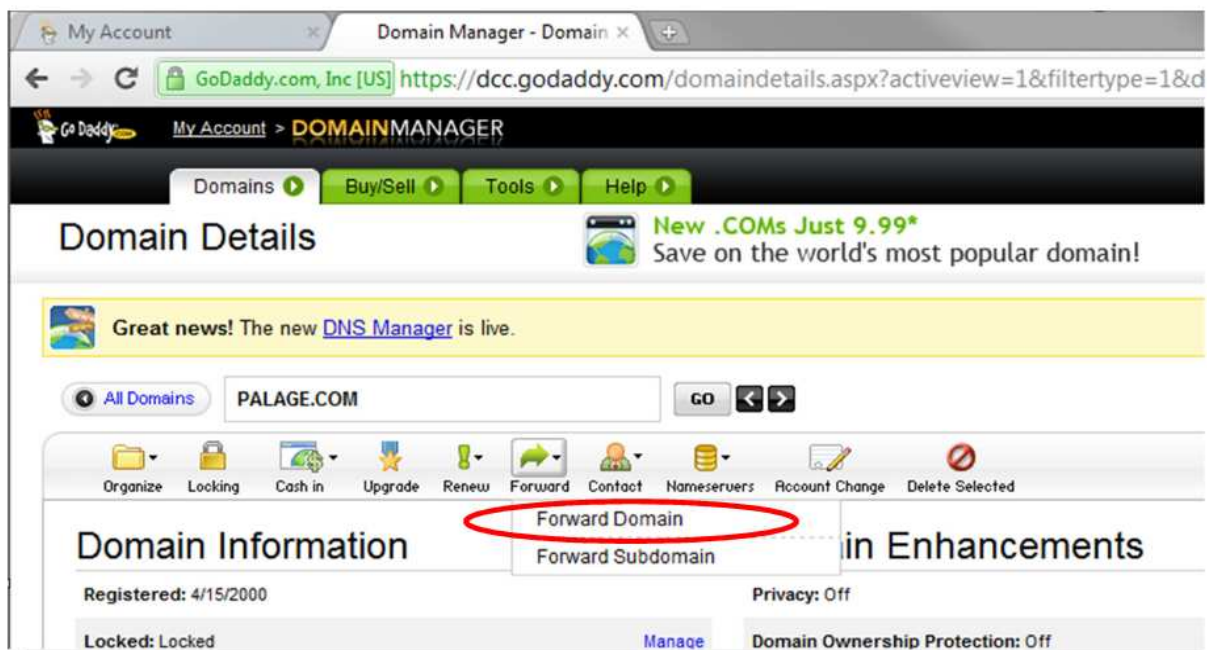 My Account
Domain Manager - Domain
GoDaddy.com, Inc [US] https://dcc.godaddy.com/domaindetails.aspx?activeview=1&filtertype=1&d
Go Daddy.com My Account > DOMAINMANAGER
Domains Buy/Sell Tools Help
Domain Details
New .COMs Just 9.99*
Save on the world's most popular domain!
Great news! The new DNS Manager is live.
All Domains PALAGE.COM GO
Organize Locking Cash in Upgrade Renew Forward Contact Nameservers Account Change Delete Selected
Forward Domain
Domain Information in Enhancements
Forward Subdomain
Registered: 4/15/2000 Privacy: Off
Locked: Locked Manage Domain Ownership Protection: Off